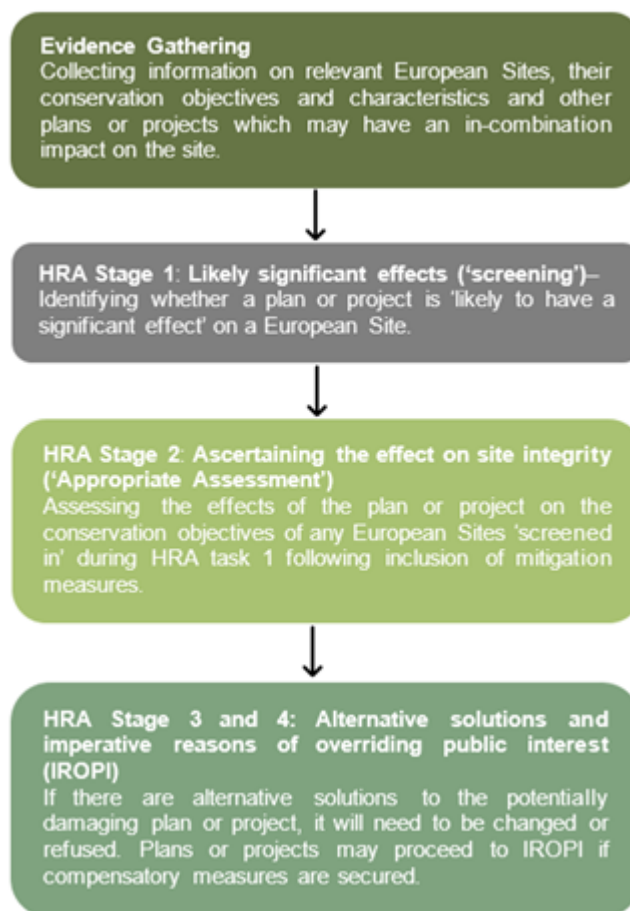 Evidence Gathering
Collecting information on relevant European Sites, their
conservation objectives and characteristics and other
plans or projects which may have an in-combination
impact on the site.
HRA Stage 1: Likely significant effects (‘screening’)–
Identifying whether a plan or project is ‘likely to have a
significant effect’ on a European Site.
HRA Stage 2: Ascertaining the effect on site integrity
(‘Appropriate Assessment’)
Assessing the effects of the plan or project on the
conservation objectives of any European Sites ‘screened
in’ during HRA task 1 following inclusion of mitigation
measures.
HRA Stage 3 and 4: Alternative solutions and
imperative reasons of overriding public interest
(IROPI)
If there are alternative solutions to the potentially
damaging plan or project, it will need to be changed or
refused. Plans or projects may proceed to IROPI if
compensatory measures are secured.